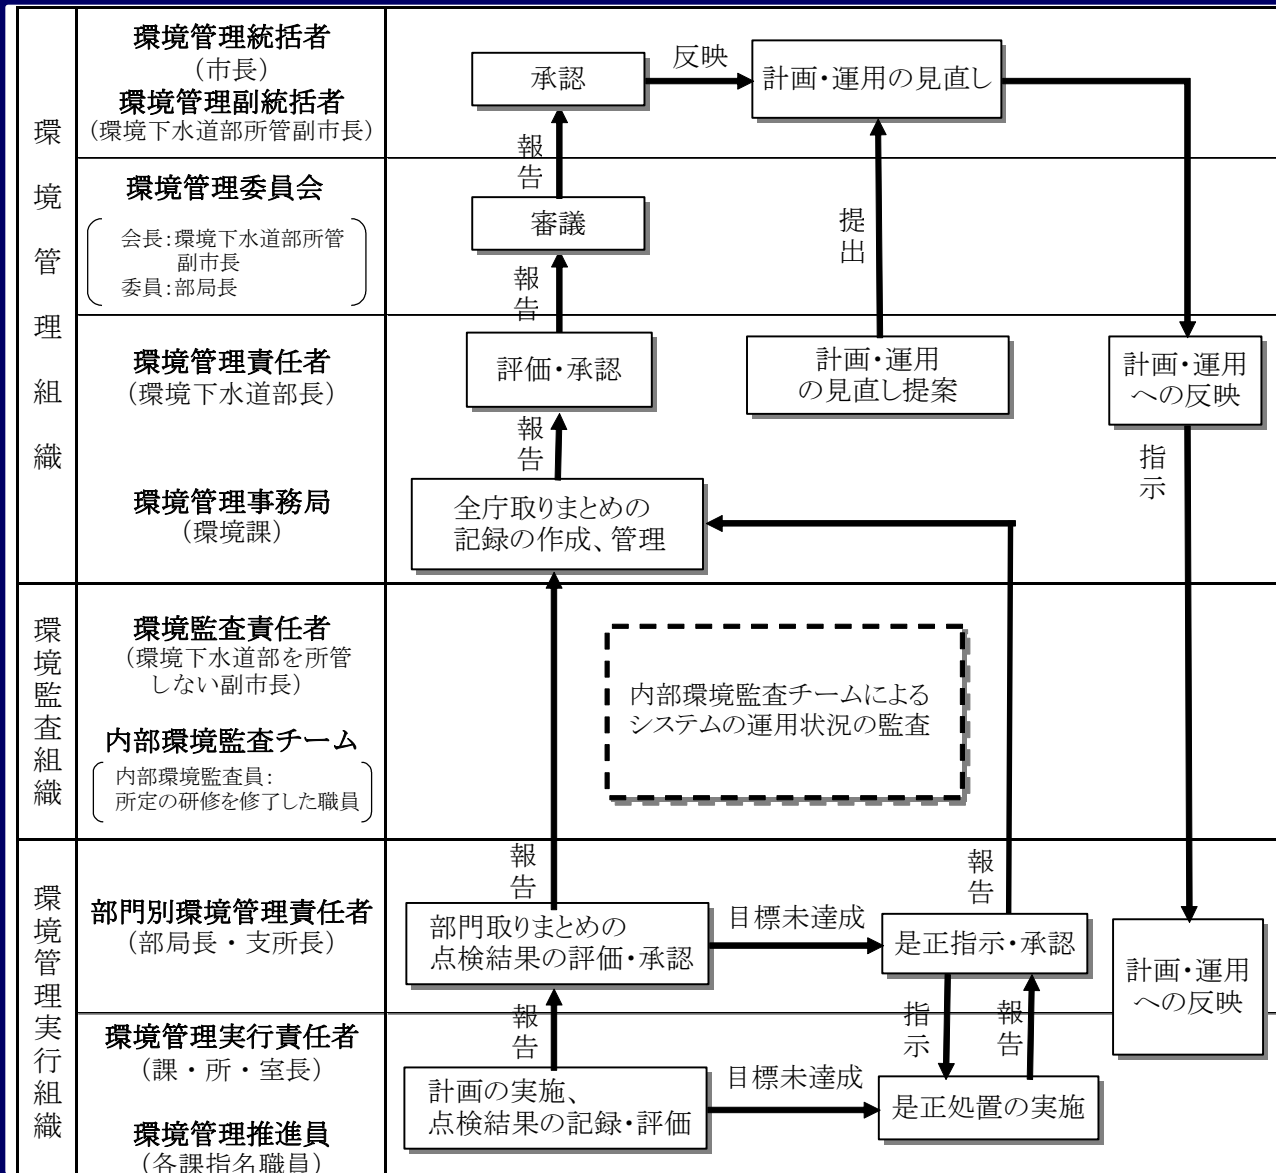 環境管理組織
環境管理統括者
（市長）
環境管理副統括者
（環境下水道部所管副市長）
承認
反映
計画・運用の見直し
報告
環境管理委員会
会長：環境下水道部所管
副市長
委員：部局長
審議
提出
報告
環境管理責任者
（環境下水道部長）
評価・承認
計画・運用
の見直し提案
計画・運用
への反映
報告
指示
環境管理事務局
（環境課）
全庁取りまとめの
記録の作成、管理
環境監査組織
環境監査責任者
（環境下水道部を所管
しない副市長）
内部環境監査チーム
内部環境監査員：
所定の研修を修了した職員
内部環境監査チームによる
システムの運用状況の監査
環境管理実行組織
報告
報告
部門別環境管理責任者
（部局長・支所長）
部門取りまとめの
点検結果の評価・承認
目標未達成
是正指示・承認
計画・運用
への反映
報告
指示
報告
環境管理実行責任者
（課・所・室長）
計画の実施、
点検結果の記録・評価
目標未達成
是正処置の実施
環境管理推進員
（各課指名職員）